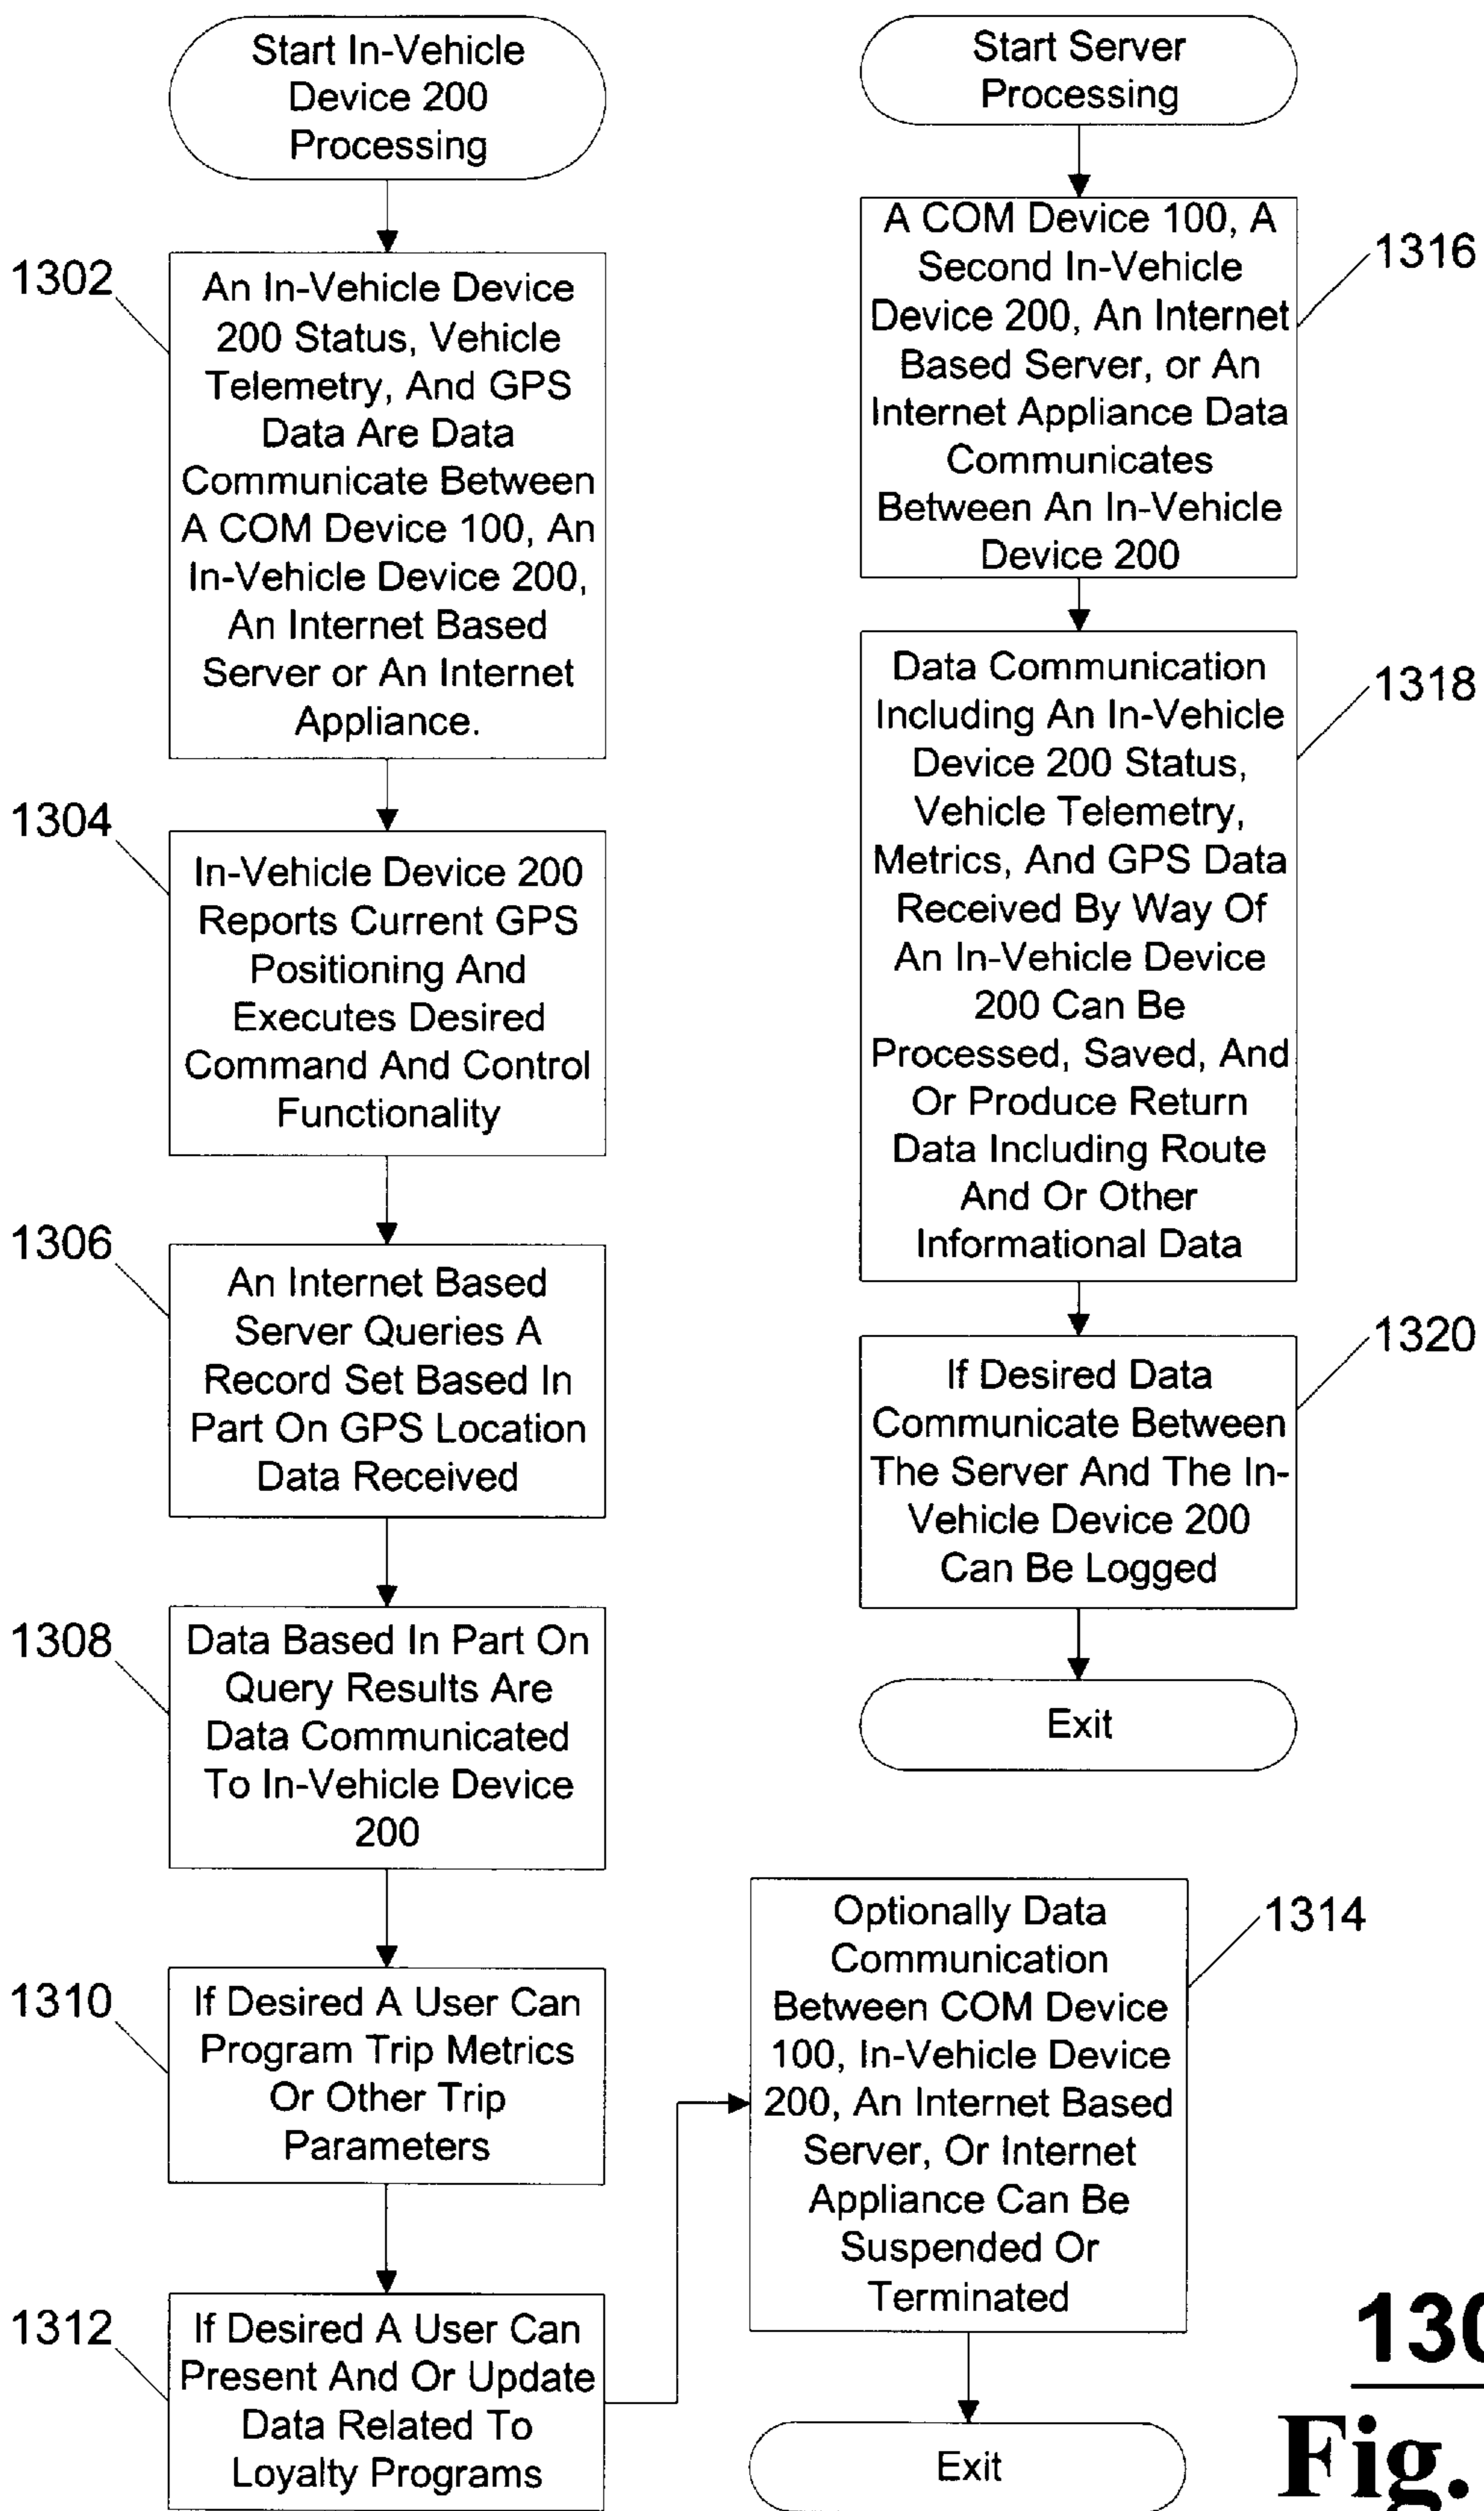 Start In-Vehicle
Device 200
Processing
1302
An In-Vehicle Device
200 Status, Vehicle
Telemetry, And GPS
Data Are Data
Communicate Between
A COM Device 100, An
In-Vehicle Device 200,
An Internet Based
Server or An Internet
Appliance.
1304
In-Vehicle Device 200
Reports Current GPS
Positioning And
Executes Desired
Command And Control
Functionality
1306
An Internet Based
Server Queries A
Record Set Based In
Part On GPS Location
Data Received
1308
Data Based In Part On
Query Results Are
Data Communicated
To In-Vehicle Device
200
1310
If Desired A User Can
Program Trip Metrics
Or Other Trip
Parameters
1312
If Desired A User Can
Present And Or Update
Data Related To
Loyalty Programs
1314
Optionally Data
Communication
Between COM Device
100, In-Vehicle Device
200, An Internet Based
Server, Or Internet
Appliance Can Be
Suspended Or
Terminated
Exit
Start Server
Processing
1316
A COM Device 100, A
Second In-Vehicle
Device 200, An Internet
Based Server, or An
Internet Appliance Data
Communicates
Between An In-Vehicle
Device 200
1318
Data Communication
Including An In-Vehicle
Device 200 Status,
Vehicle Telemetry,
Metrics, And GPS Data
Received By Way Of
An In-Vehicle Device
200 Can Be
Processed, Saved, And
Or Produce Return
Data Including Route
And Or Other
Informational Data
1320
If Desired Data
Communicate Between
The Server And The In-
Vehicle Device 200
Can Be Logged
Exit
Fig.